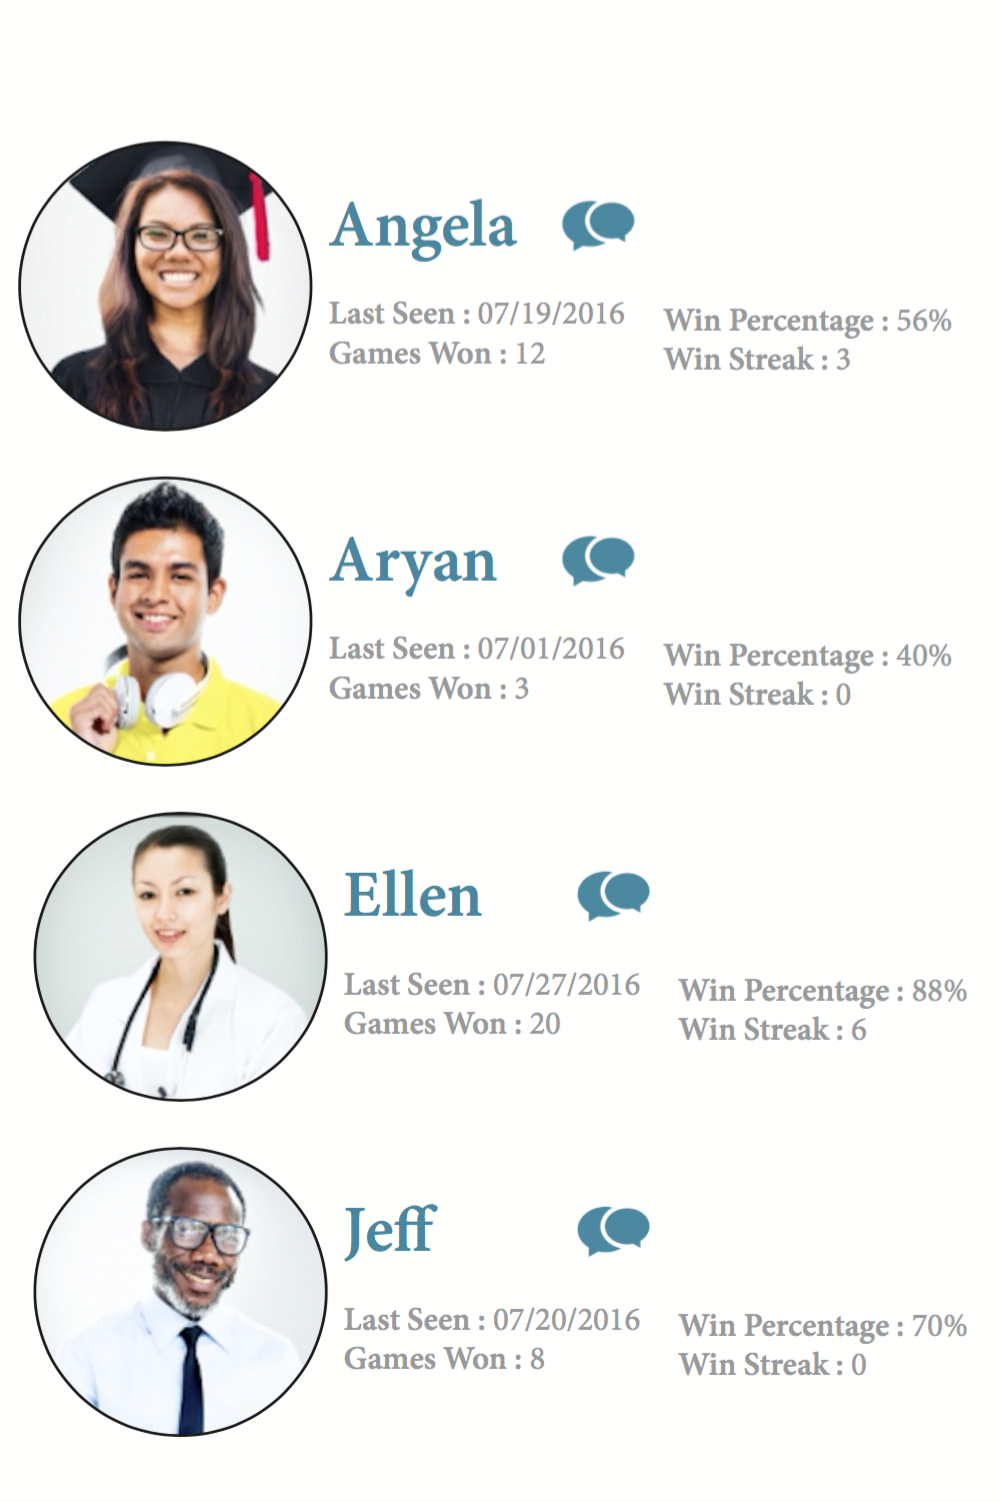 Angela
Last Seen : 07/19/2016
Games Won : 12
Win Percentage : 56%
Win Streak : 3
Aryan
Last Seen : 07/01/2016
Games Won : 3
Win Percentage : 40%
Win Streak : 0
Ellen
Last Seen : 07/27/2016
Games Won : 20
Win Percentage : 88%
Win Streak : 6
Jeff
Last Seen : 07/20/2016
Games Won : 8
Win Percentage : 70%
Win Streak : 0